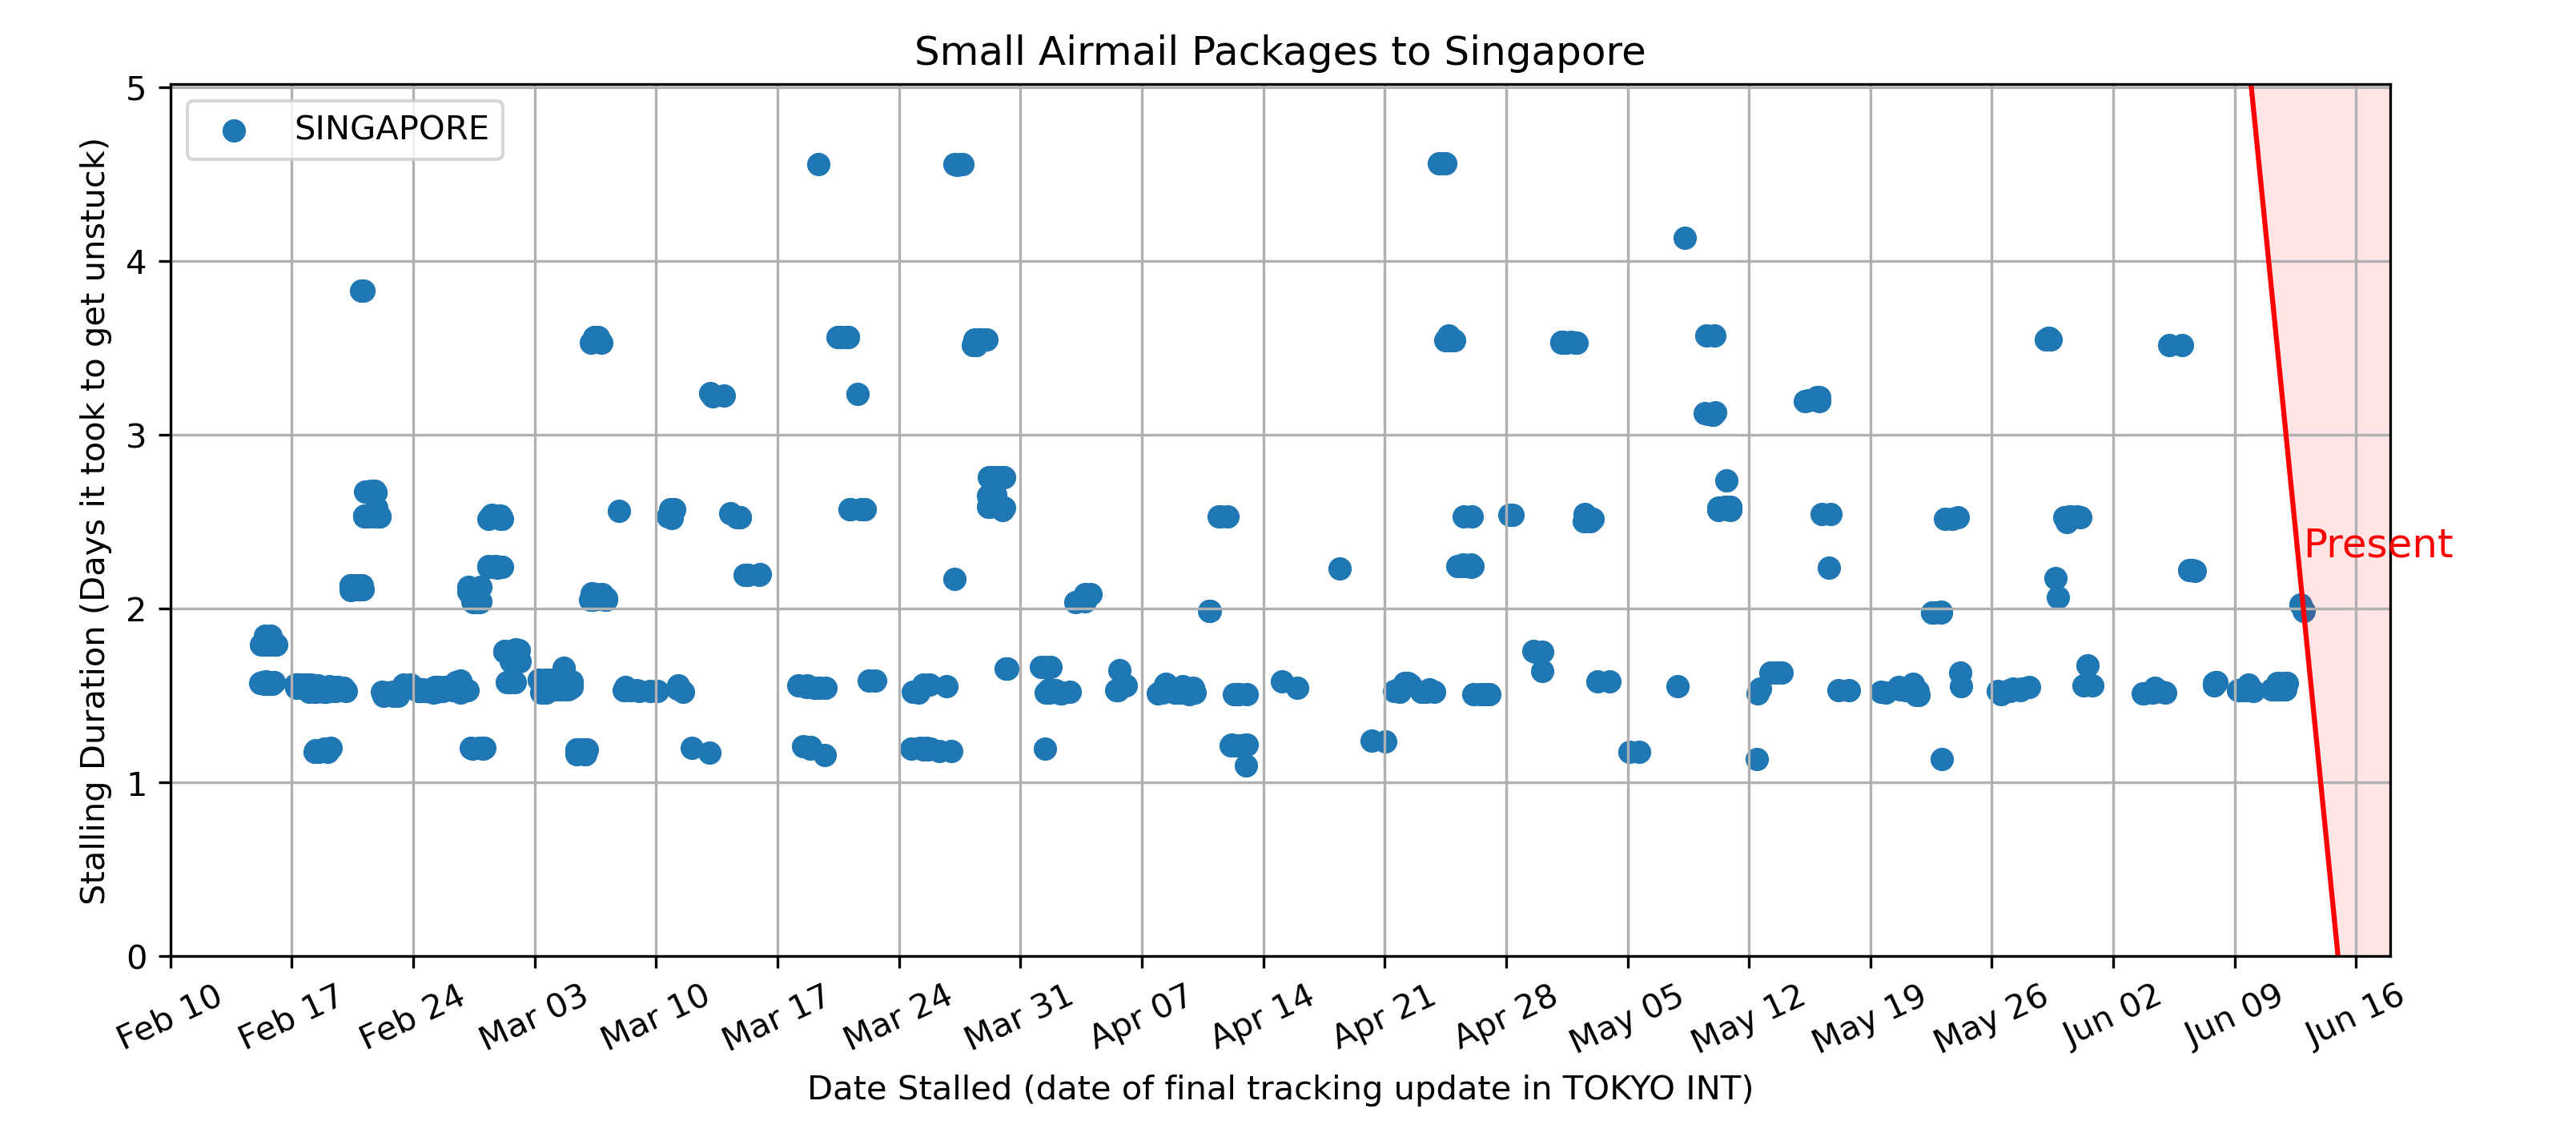 Small Airmail Packages to Singapore
SINGAPORE
Stalling Duration (Days it took to get unstuck)
5
4
3
2
1
0
Present
Feb 10
Feb 17
Feb 24
Mar 03
Mar 10
Mar 17
Mar 24
Mar 31
Apr 07
Apr 14
Apr 21
Apr 28
May 05
May 12
May 19
May 26
Jun 02
Jun 09
Jun 16
Date Stalled (date of final tracking update in TOKYO INT)